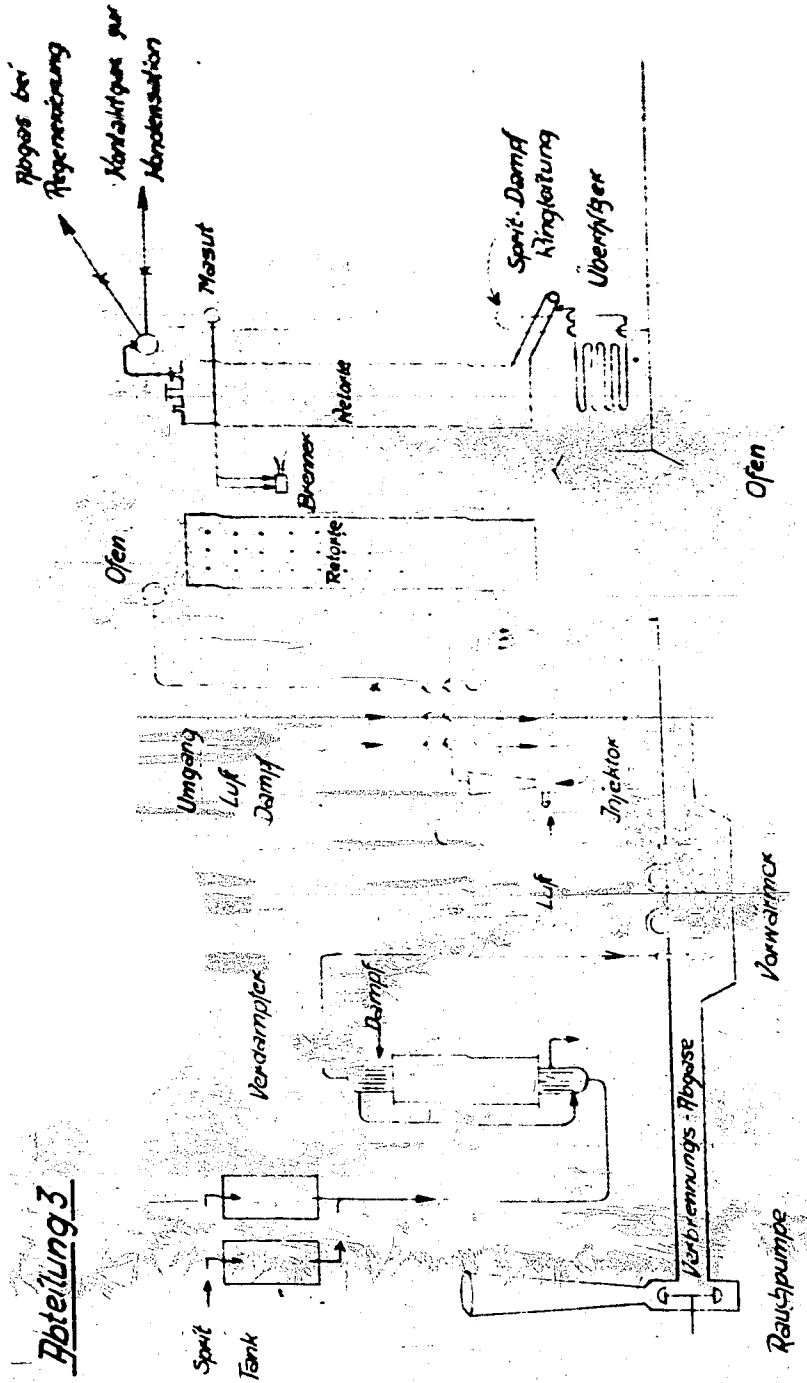 Abteilung 3
Sprit
Tank
Verdampfer
Dampf
Umgang
Luft
Dampf
Ofen
Retorte
Brenner
Retorte
Masut
Abgas bei
Regenerierung
Kontaktgas zur
Kondensation
Sprit-Dampf
Ringleitung
Überhitzer
Ofen
Luft
Injektor
Vorwärmer
Verbrennungs-Abgase
Rauchpumpe